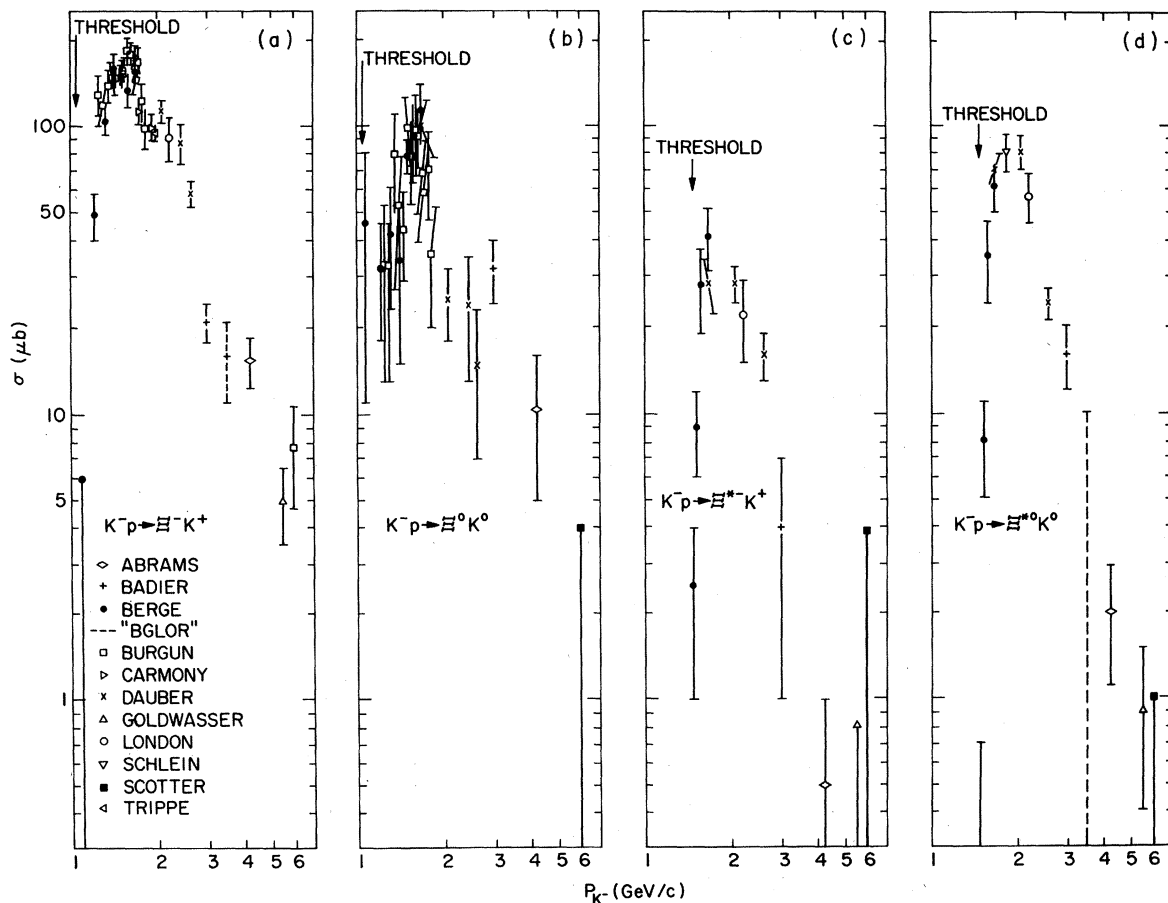 THRESHOLD
(a)
THRESHOLD
(b)
THRESHOLD
(c)
THRESHOLD
(d)
σ (μb)
100
50
10
5
1
K⁻p→Ξ⁻K⁺
K⁻p→Ξ⁰K⁰
K⁻p→Ξ*⁻K⁺
K⁻p→Ξ*⁰K⁰
ABRAMS
BADIER
BERGE
"BGLOR"
BURGUN
CARMONY
DAUBER
GOLDWASSER
LONDON
SCHLEIN
SCOTTER
TRIPPE
1 2 3 4 5 6
1 2 3 4 5 6
1 2 3 4 5 6
1 2 3 4 5 6
P_K⁻ (GeV/c)